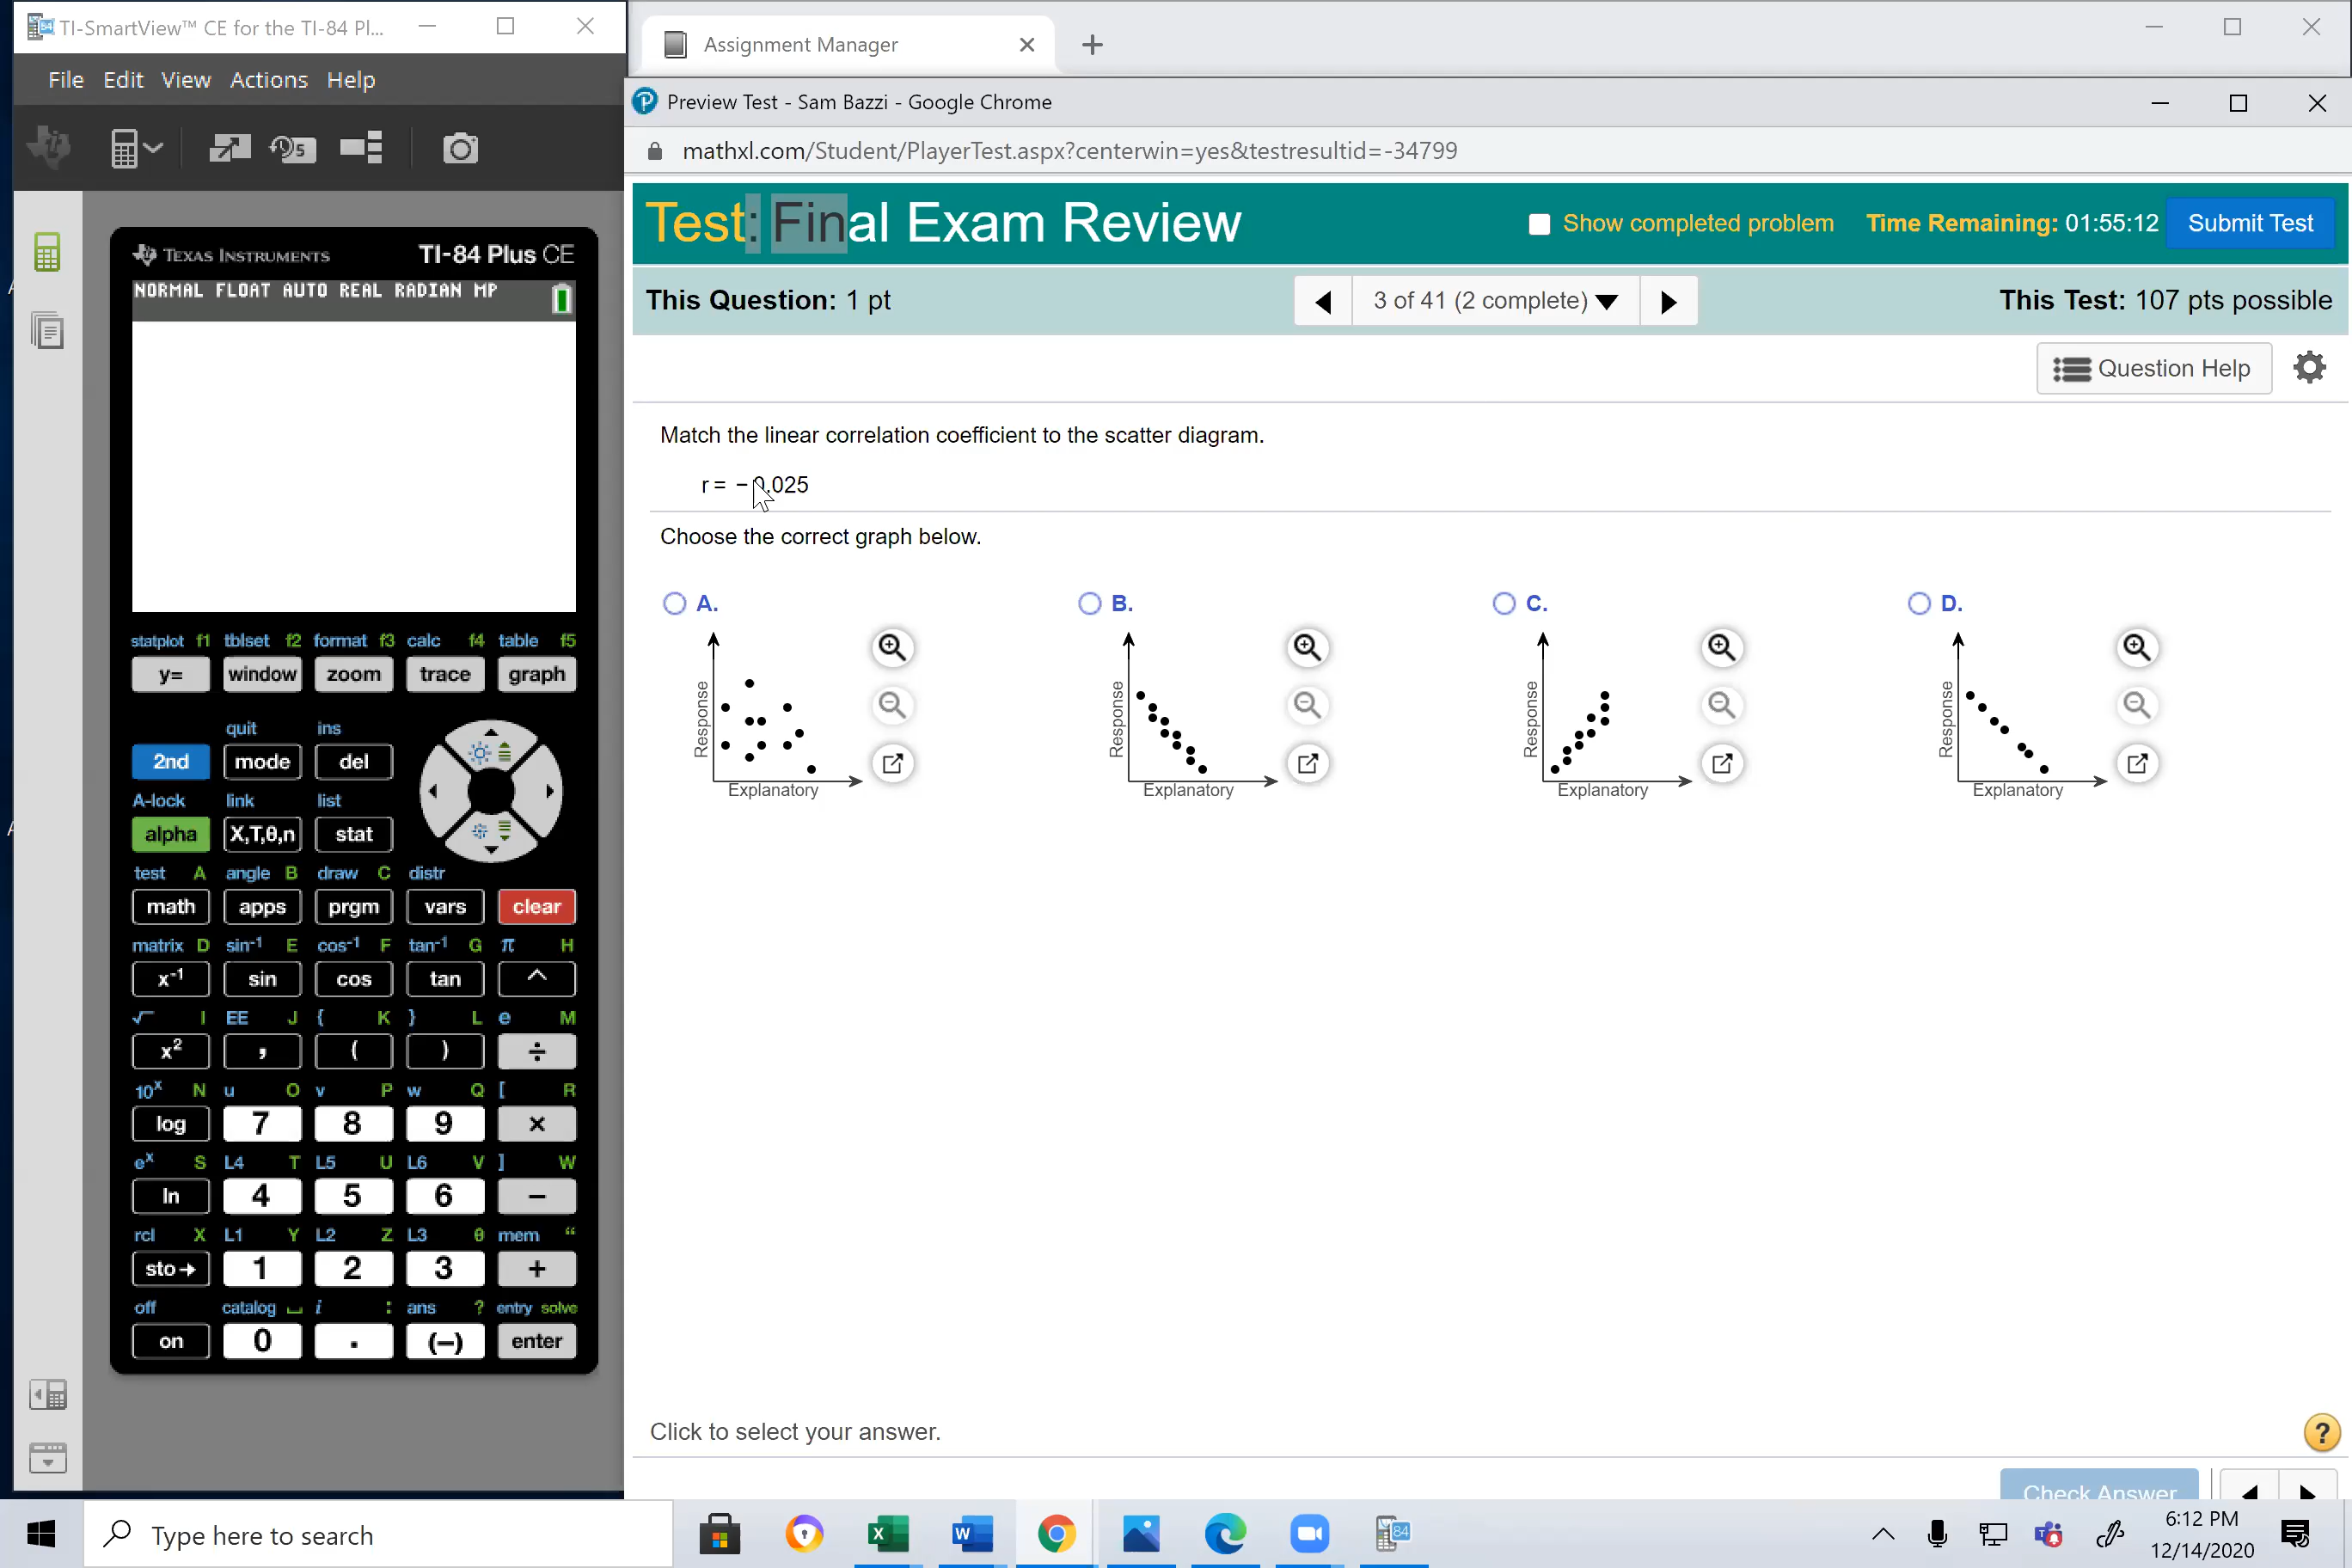 TI-SmartView™ CE for the TI-84 Pl...
File Edit View Actions Help
TEXAS INSTRUMENTS TI-84 Plus CE
NORMAL FLOAT AUTO REAL RADIAN MP
statplot f1 tblset f2 format f3 calc f4 table f5
y= window zoom trace graph
quit ins
2nd mode del
A-lock link list
alpha X,T,θ,n stat
test A angle B draw C distr
math apps prgm vars clear
matrix D sin⁻¹ E cos⁻¹ F tan⁻¹ G π H
x⁻¹ sin cos tan ^
√ I EE J { K } L e M
x² , ( ) ÷
10ˣ N u O v P w Q [ R
log 7 8 9 ×
eˣ S L4 T L5 U L6 V ] W
ln 4 5 6 −
rcl X L1 Y L2 Z L3 θ mem “
sto→ 1 2 3 +
off catalog ⎵ i : ans ? entry solve
on 0 . (−) enter
Assignment Manager
Preview Test - Sam Bazzi - Google Chrome
mathxl.com/Student/PlayerTest.aspx?centerwin=yes&testresultid=-34799
Test: Final Exam Review Show completed problem Time Remaining: 01:55:12 Submit Test
This Question: 1 pt 3 of 41 (2 complete) This Test: 107 pts possible
Question Help
Match the linear correlation coefficient to the scatter diagram.
r = −0.025
Choose the correct graph below.
A. B. C. D.
Response Response Response Response
Explanatory Explanatory Explanatory Explanatory
Click to select your answer.
?
Check Answer
Type here to search
6:12 PM
12/14/2020